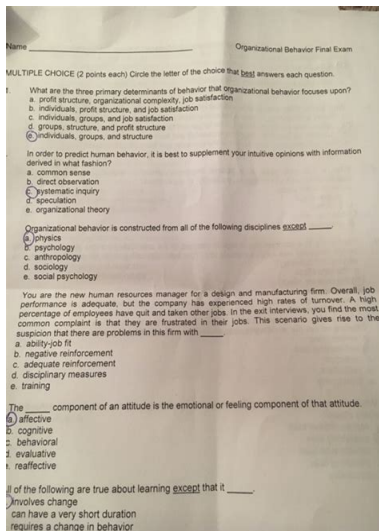 Name
Organizational Behavior Final Exam
MULTIPLE CHOICE (2 points each) Circle the letter of the choice that best answers each question.
1. What are the three primary determinants of behavior that organizational behavior focuses upon?
a. profit structure, organizational complexity, job satisfaction
b. individuals, profit structure, and job satisfaction
c. individuals, groups, and job satisfaction
d. groups, structure, and profit structure
e. individuals, groups, and structure
In order to predict human behavior, it is best to supplement your intuitive opinions with information
derived in what fashion?
a. common sense
b. direct observation
c. systematic inquiry
d. speculation
e. organizational theory
Organizational behavior is constructed from all of the following disciplines except ____.
a. physics
b. psychology
c. anthropology
d. sociology
e. social psychology
You are the new human resources manager for a design and manufacturing firm. Overall, job
performance is adequate, but the company has experienced high rates of turnover. A high
percentage of employees have quit and taken other jobs. In the exit interviews, you find the most
common complaint is that they are frustrated in their jobs. This scenario gives rise to the
suspicion that there are problems in this firm with ____.
a. ability-job fit
b. negative reinforcement
c. adequate reinforcement
d. disciplinary measures
e. training
The ____ component of an attitude is the emotional or feeling component of that attitude.
a. affective
b. cognitive
c. behavioral
d. evaluative
e. reaffective
of the following are true about learning except that it ____.
involves change
can have a very short duration
requires a change in behavior